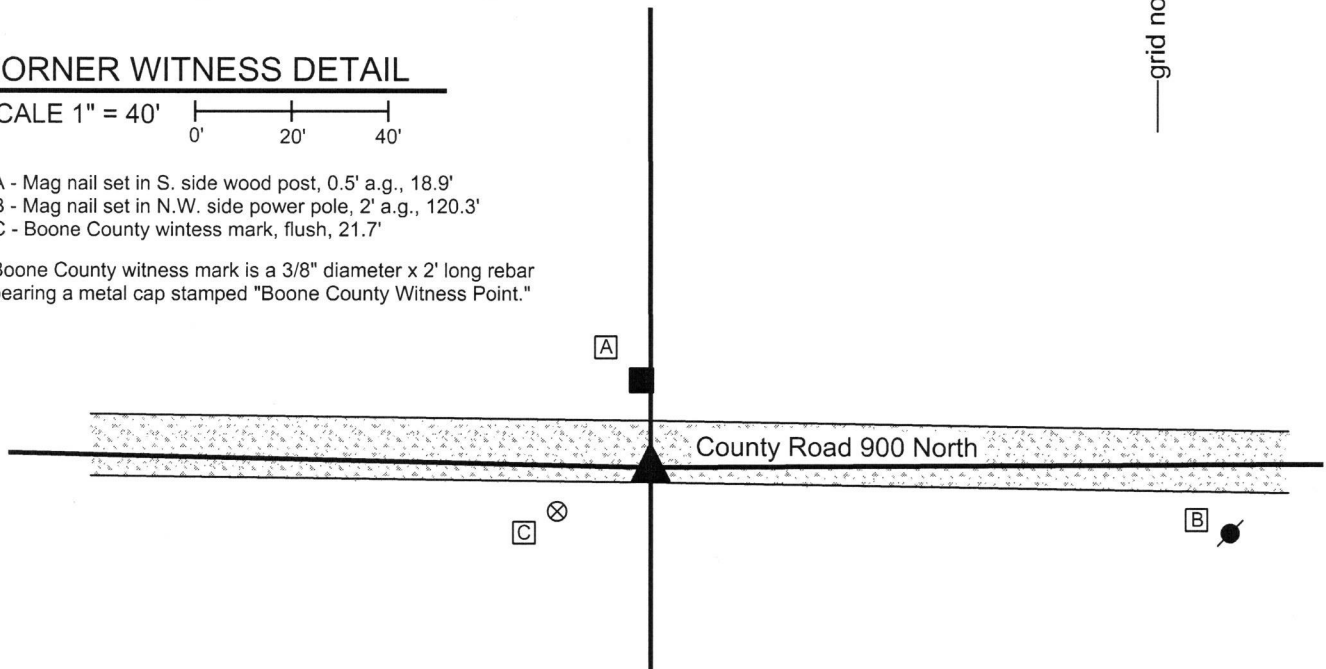 ORNER WITNESS DETAIL
CALE 1" = 40'
0' 20' 40'
A - Mag nail set in S. side wood post, 0.5' a.g., 18.9'
B - Mag nail set in N.W. side power pole, 2' a.g., 120.3'
C - Boone County wintess mark, flush, 21.7'
Boone County witness mark is a 3/8" diameter x 2' long rebar
bearing a metal cap stamped "Boone County Witness Point."
grid no
A
County Road 900 North
C
B